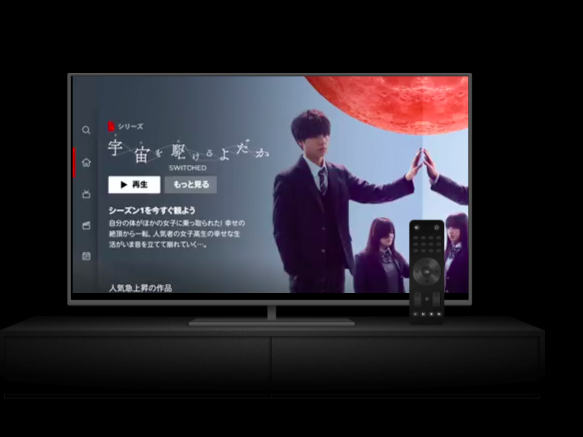 シリーズ
宇宙を駆けるよだか
SWITCHED
再生
もっと見る
シーズン1を今すぐ観よう
自分の体がほかの女子に乗っ取られた! 幸せの
絶頂から一転、人気者の女子高生の幸せな生
活がいま音を立てて崩れていく…。
人気急上昇の作品